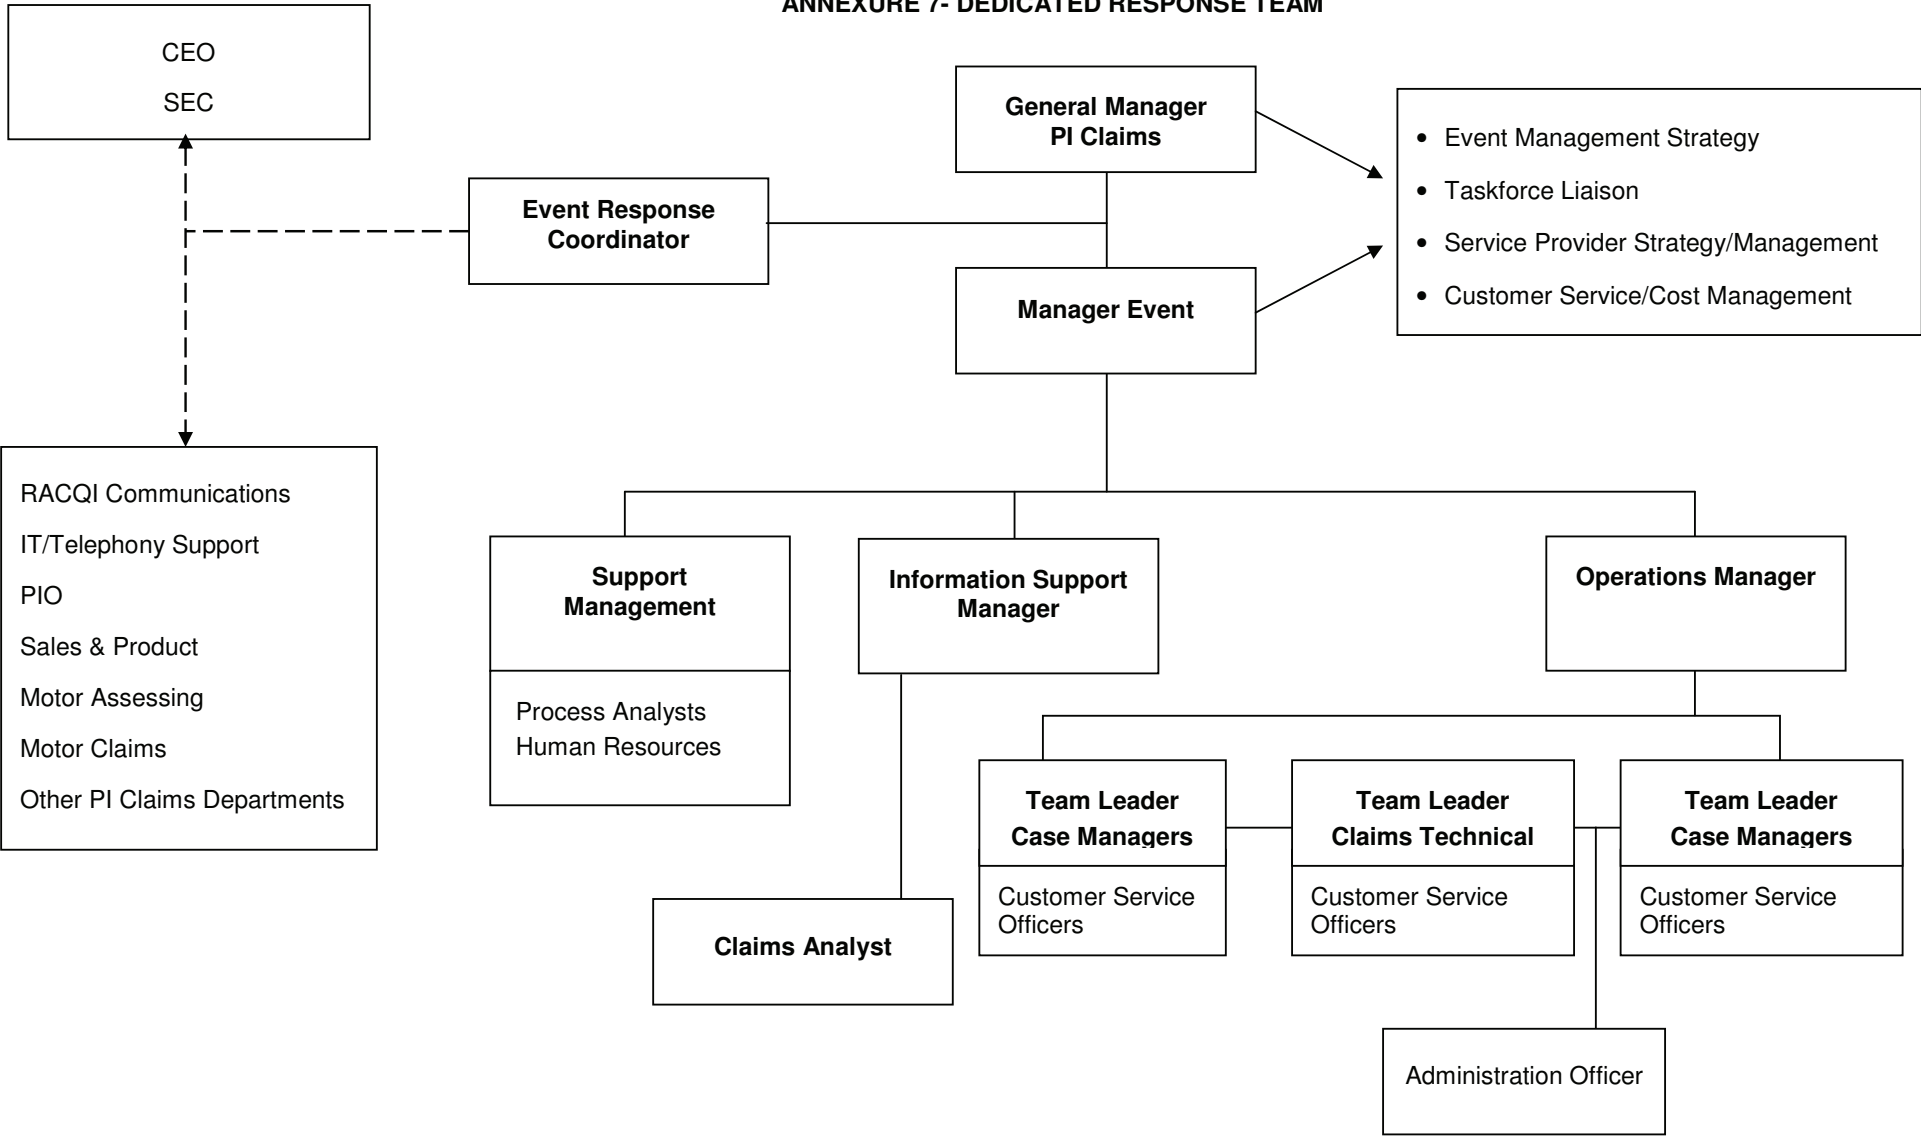 ANNEXURE 7- DEDICATED RESPONSE TEAM
CEO
SEC
General Manager
PI Claims
• Event Management Strategy
• Taskforce Liaison
• Service Provider Strategy/Management
• Customer Service/Cost Management
Event Response
Coordinator
Manager Event
RACQI Communications
IT/Telephony Support
PIO
Sales & Product
Motor Assessing
Motor Claims
Other PI Claims Departments
Support
Management
Process Analysts
Human Resources
Information Support
Manager
Operations Manager
Team Leader
Case Managers
Customer Service
Officers
Team Leader
Claims Technical
Customer Service
Officers
Team Leader
Case Managers
Customer Service
Officers
Claims Analyst
Administration Officer